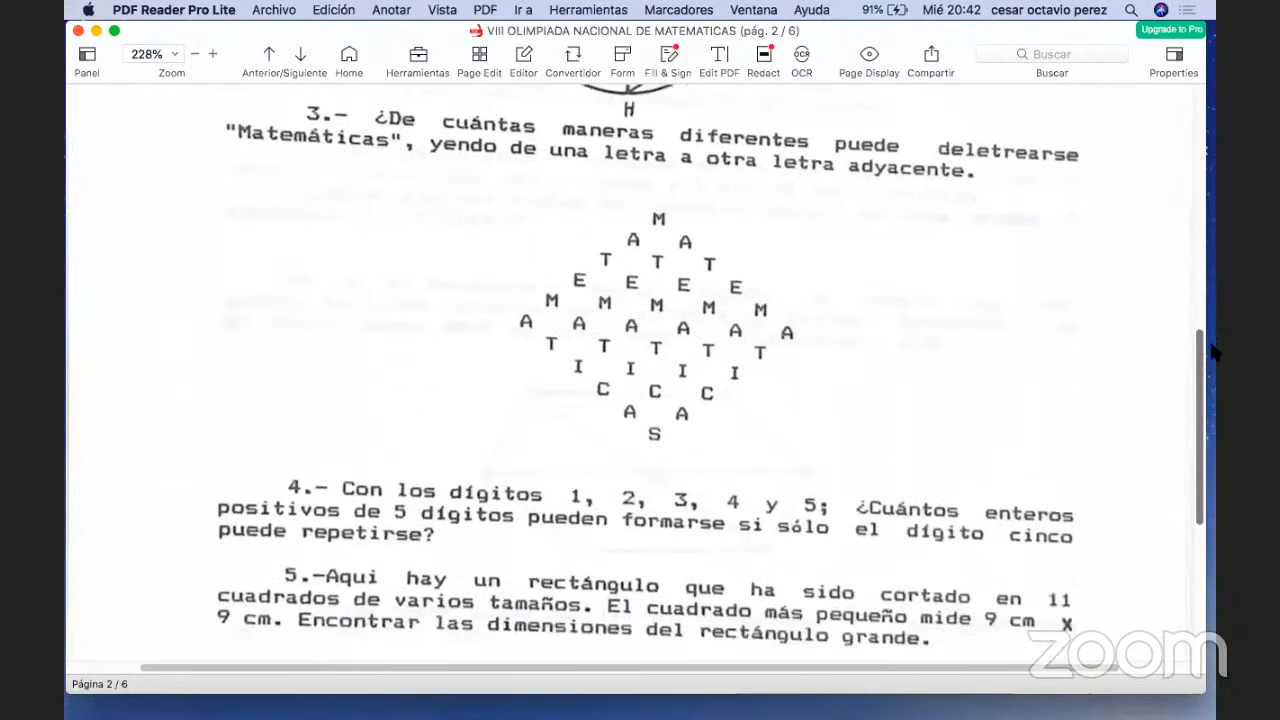 PDF Reader Pro Lite Archivo Edición Anotar Vista PDF Ir a Herramientas Marcadores Ventana Ayuda 91% Mié 20:42 cesar octavio perez
VIII OLIMPIADA NACIONAL DE MATEMATICAS (pág. 2 / 6)
Upgrade to Pro
228%
Buscar
Panel Zoom Anterior/Siguiente Home Herramientas Page Edit Editor Convertidor Form Fill & Sign Edit PDF Redact OCR Page Display Compartir Buscar Properties
H
3.- ¿De cuántas maneras diferentes puede deletrearse
"Matemáticas", yendo de una letra a otra letra adyacente.
M
A A
T T T
E E E E
M M M M M
A A A A A A
T T T T T
I I I I
C C C
A A
S
4.- Con los dígitos 1, 2, 3, 4 y 5; ¿Cuántos enteros
positivos de 5 dígitos pueden formarse si sólo el dígito cinco
puede repetirse?
5.-Aqui hay un rectángulo que ha sido cortado en 11
cuadrados de varios tamaños. El cuadrado más pequeño mide 9 cm x
9 cm. Encontrar las dimensiones del rectángulo grande.
zoom
Página 2 / 6